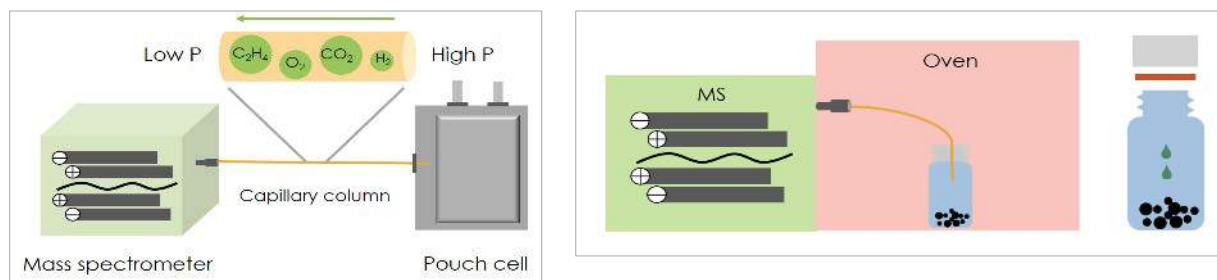 Low P
C₂H₄
O₂
CO₂
H₂
High P
Capillary column
Mass spectrometer
Pouch cell
MS
Oven